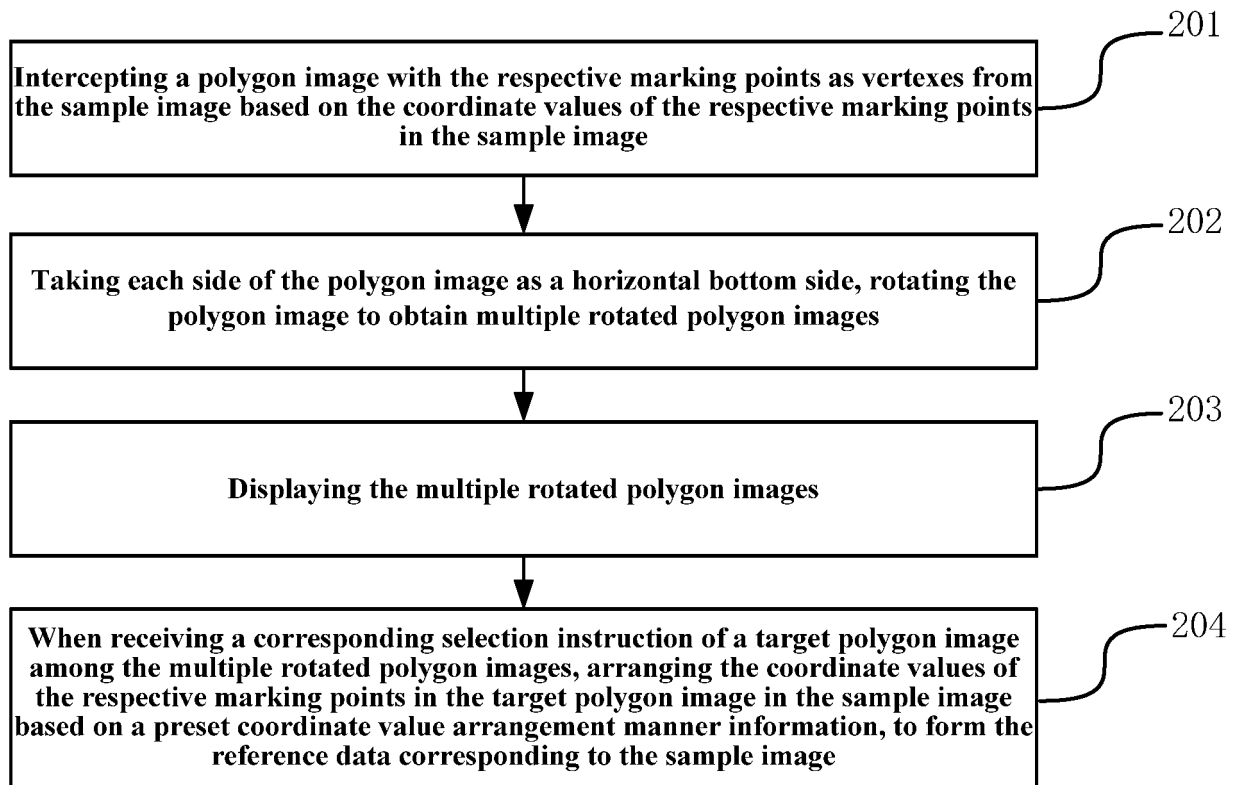 201
Intercepting a polygon image with the respective marking points as vertexes from
the sample image based on the coordinate values of the respective marking points
in the sample image
202
Taking each side of the polygon image as a horizontal bottom side, rotating the
polygon image to obtain multiple rotated polygon images
203
Displaying the multiple rotated polygon images
204
When receiving a corresponding selection instruction of a target polygon image
among the multiple rotated polygon images, arranging the coordinate values of
the respective marking points in the target polygon image in the sample image
based on a preset coordinate value arrangement manner information, to form the
reference data corresponding to the sample image